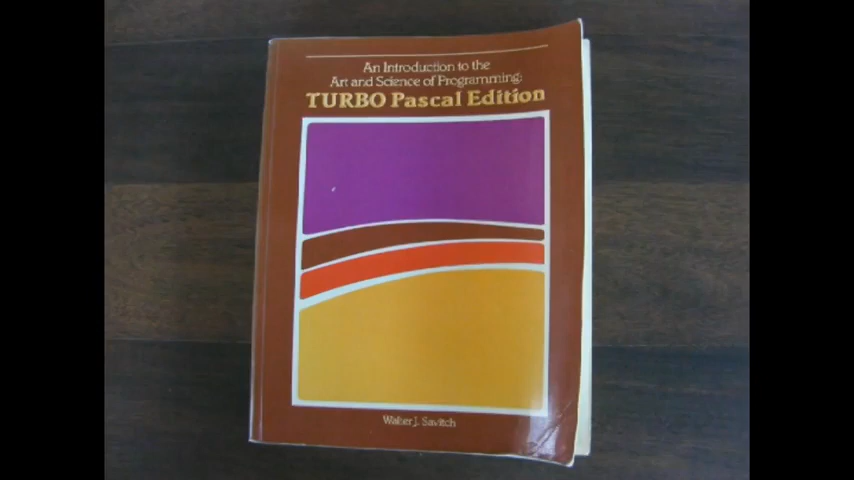 An Introduction to the
Art and Science of Programming:
TURBO Pascal Edition
Walter J. Savitch